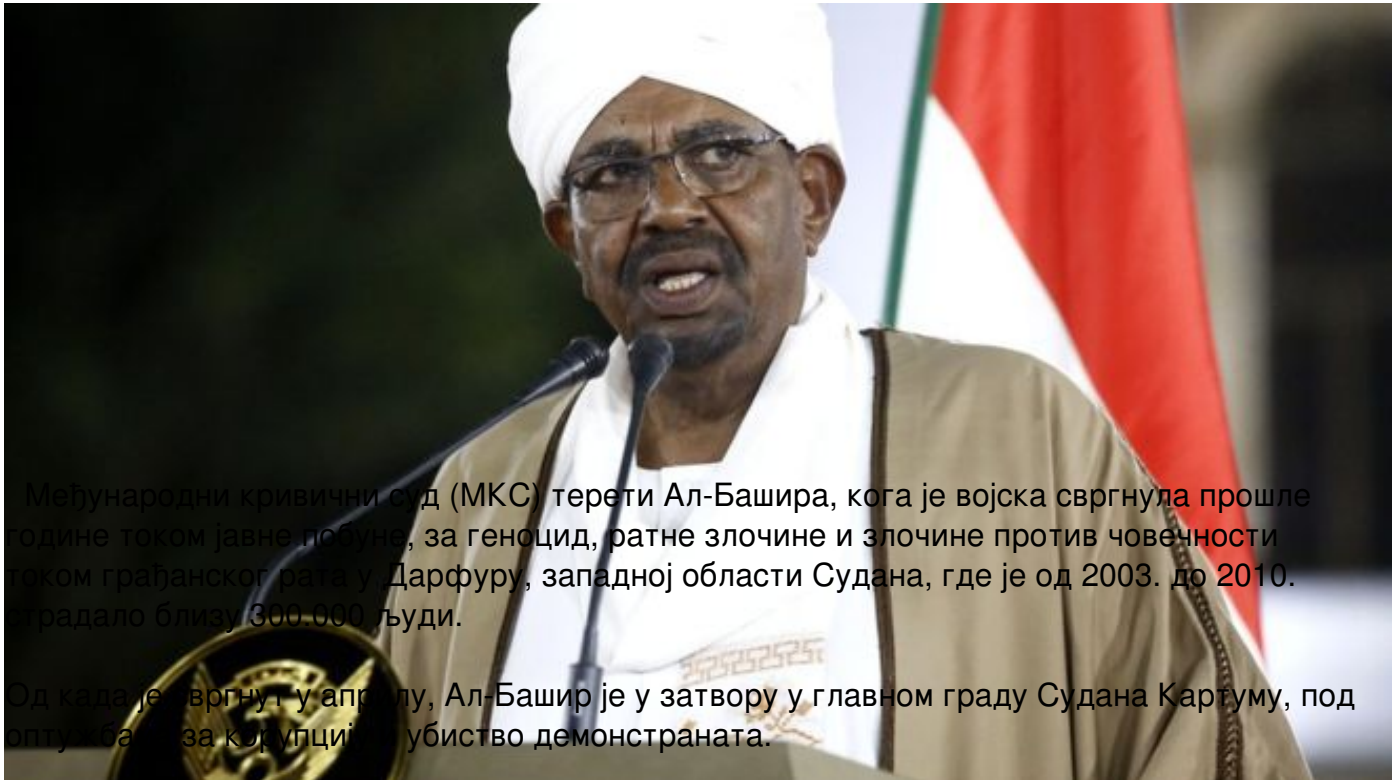 Међународни кривични суд (МКС) терети Ал-Башира, кога је војска свргнула прошле
године током јавне побуне, за геноцид, ратне злочине и злочине против човечности
током грађанског рата у Дарфуру, западној области Судана, где је од 2003. до 2010.
страдало близу 300.000 људи.
Од када је свргнут у априлу, Ал-Башир је у затвору у главном граду Судана Картуму, под
за корупцију убиство демонстраната.